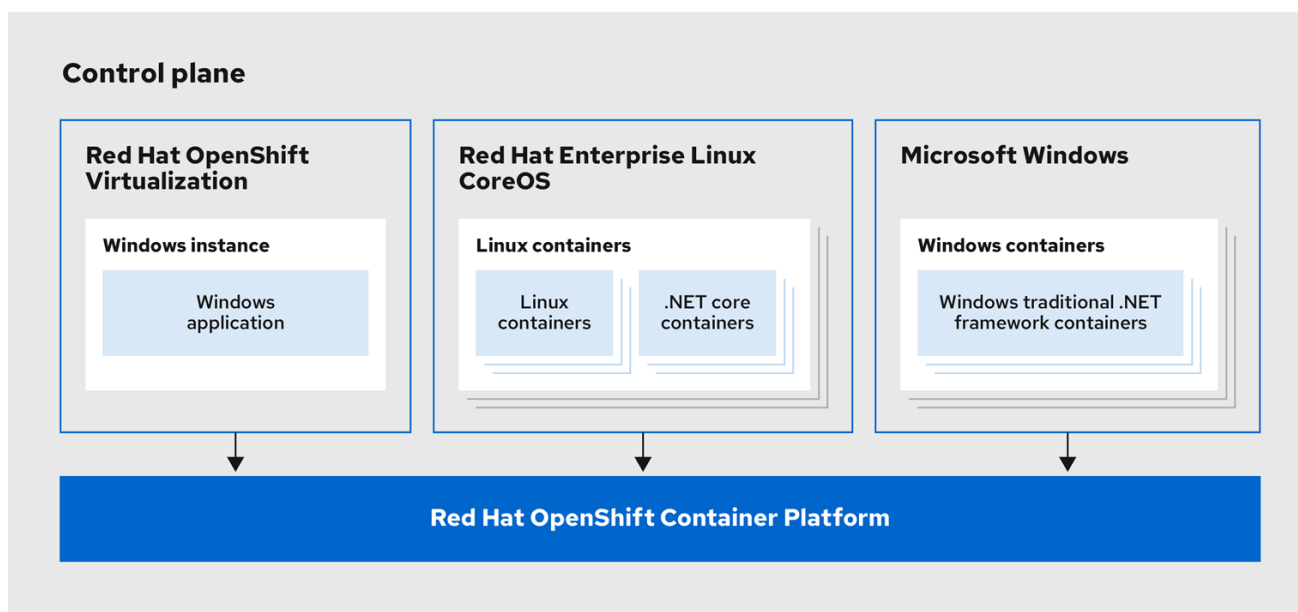 Control plane
Red Hat OpenShift
Virtualization
Windows instance
Windows
application
Red Hat Enterprise Linux
CoreOS
Linux containers
Linux
containers
.NET core
containers
Microsoft Windows
Windows containers
Windows traditional .NET
framework containers
Red Hat OpenShift Container Platform